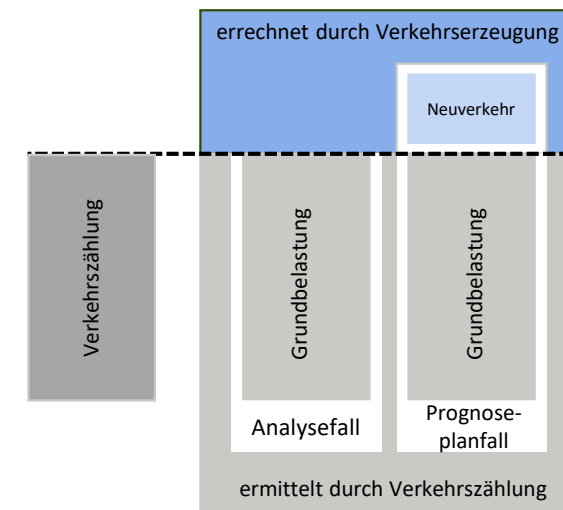 errechnet durch Verkehrserzeugung
Neuverkehr
Verkehrszählung
Grundbelastung
Grundbelastung
Analysefall
Prognose-
planfall
ermittelt durch Verkehrszählung